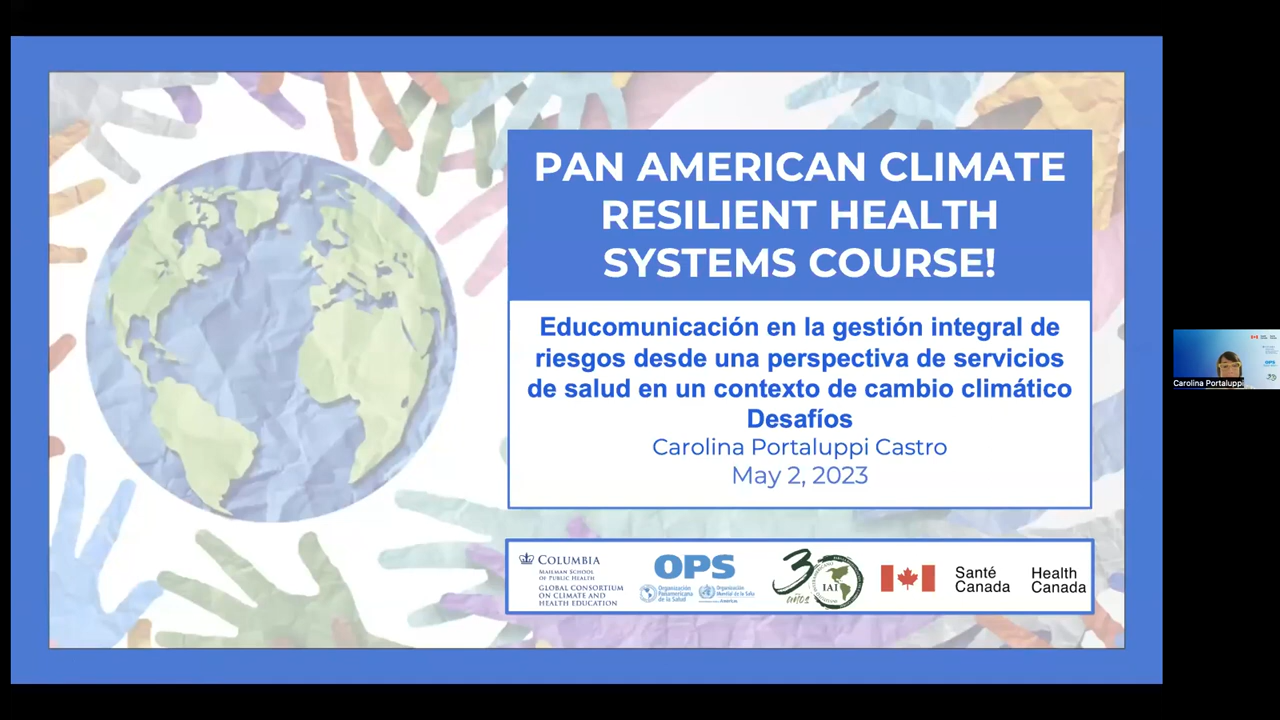 PAN AMERICAN CLIMATE
RESILIENT HEALTH
SYSTEMS COURSE!
Educomunicación en la gestión integral de
riesgos desde una perspectiva de servicios
de salud en un contexto de cambio climático
Desafíos
Carolina Portaluppi Castro
May 2, 2023
COLUMBIA
MAILMAN SCHOOL
OF PUBLIC HEALTH
GLOBAL CONSORTIUM
ON CLIMATE AND
HEALTH EDUCATION
OPS
Organización
Panamericana
de la Salud
Organización
Mundial de la Salud
Américas
30
años
IAI
Santé
Canada
Health
Canada
Carolina Portaluppi
OPS